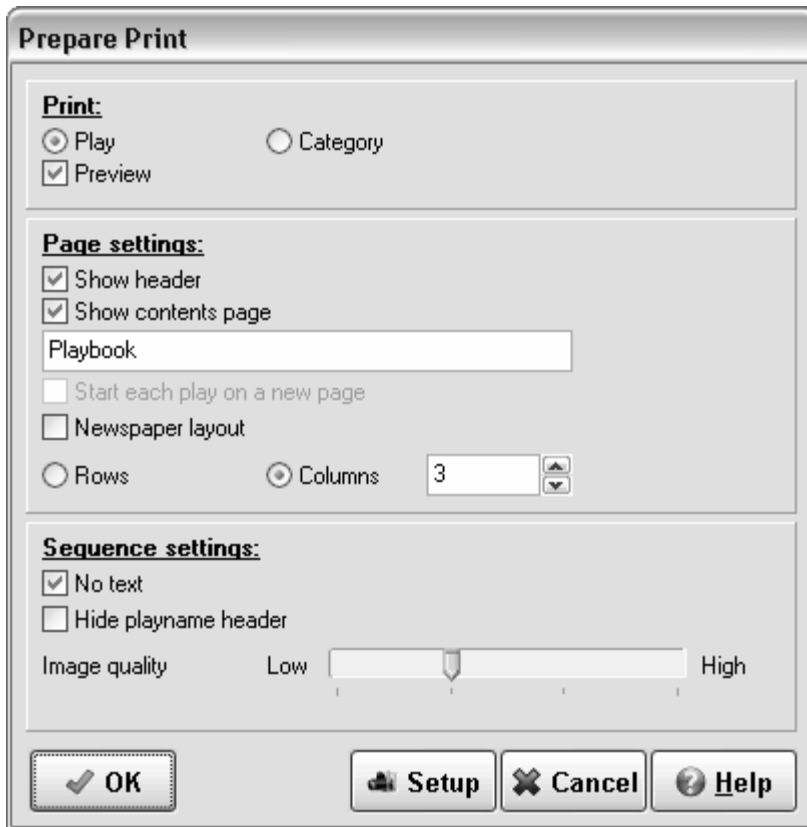 Prepare Print
Print:
Play Category
Preview
Page settings:
Show header
Show contents page
Playbook
Start each play on a new page
Newspaper layout
Rows Columns 3
Sequence settings:
No text
Hide playname header
Image quality Low High
OK Setup Cancel Help